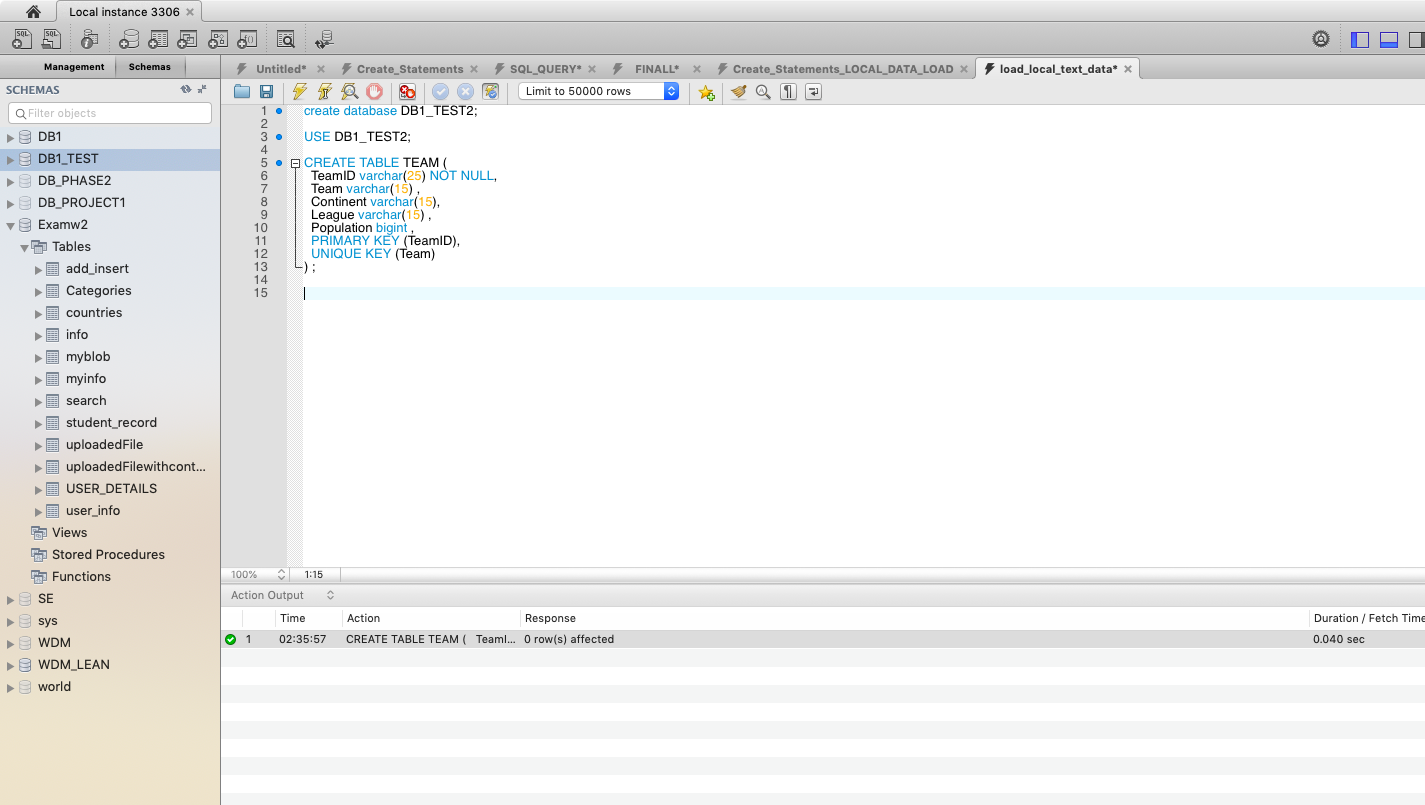 Local instance 3306
SQL SQL
Management Schemas
Untitled* Create_Statements SQL_QUERY* FINALL* Create_Statements_LOCAL_DATA_LOAD load_local_text_data*
SCHEMAS
Limit to 50000 rows
Filter objects
DB1
DB1_TEST
DB_PHASE2
DB_PROJECT1
Examw2
Tables
add_insert
Categories
countries
info
myblob
myinfo
search
student_record
uploadedFile
uploadedFilewithcont...
USER_DETAILS
user_info
Views
Stored Procedures
Functions
SE
sys
WDM
WDM_LEAN
world
1 create database DB1_TEST2;
2
3 USE DB1_TEST2;
4
5 CREATE TABLE TEAM (
6 TeamID varchar(25) NOT NULL,
7 Team varchar(15) ,
8 Continent varchar(15),
9 League varchar(15) ,
10 Population bigint ,
11 PRIMARY KEY (TeamID),
12 UNIQUE KEY (Team)
13 ) ;
14
15
100% 1:15
Action Output
Time Action Response Duration / Fetch Time
1 02:35:57 CREATE TABLE TEAM ( TeamI... 0 row(s) affected 0.040 sec